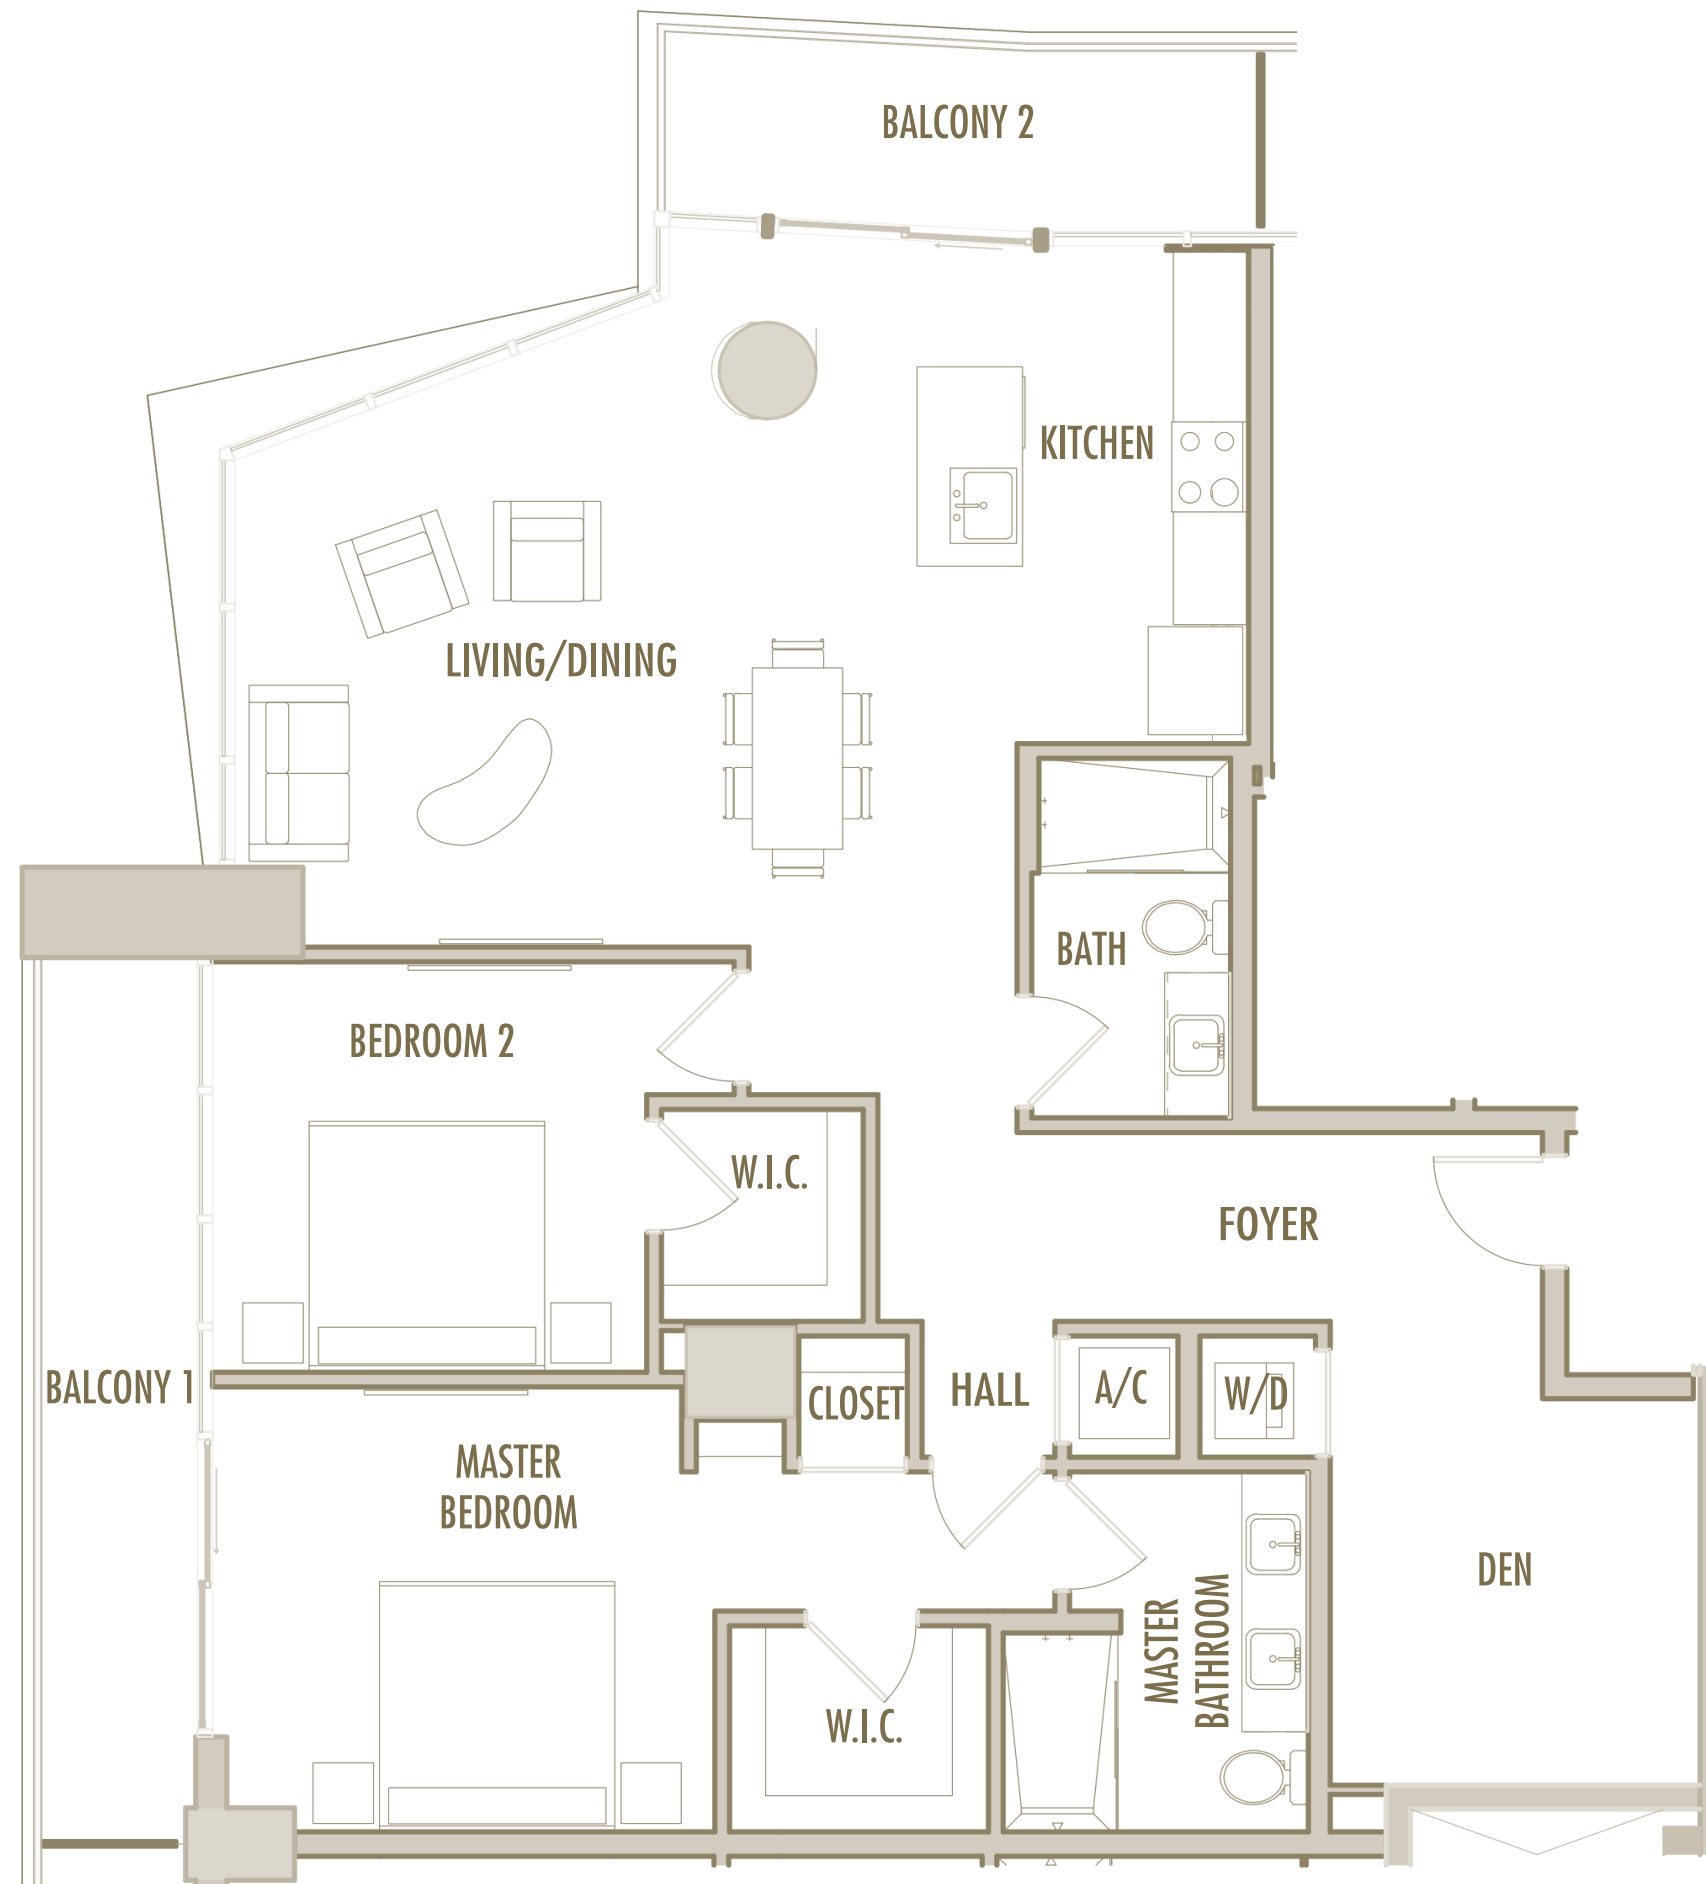 BALCONY 2
KITCHEN
LIVING/DINING
BATH
BEDROOM 2
W.I.C.
FOYER
BALCONY 1
CLOSET
HALL
A/C
W/D
MASTER
BEDROOM
DEN
MASTER
BATHROOM
W.I.C.